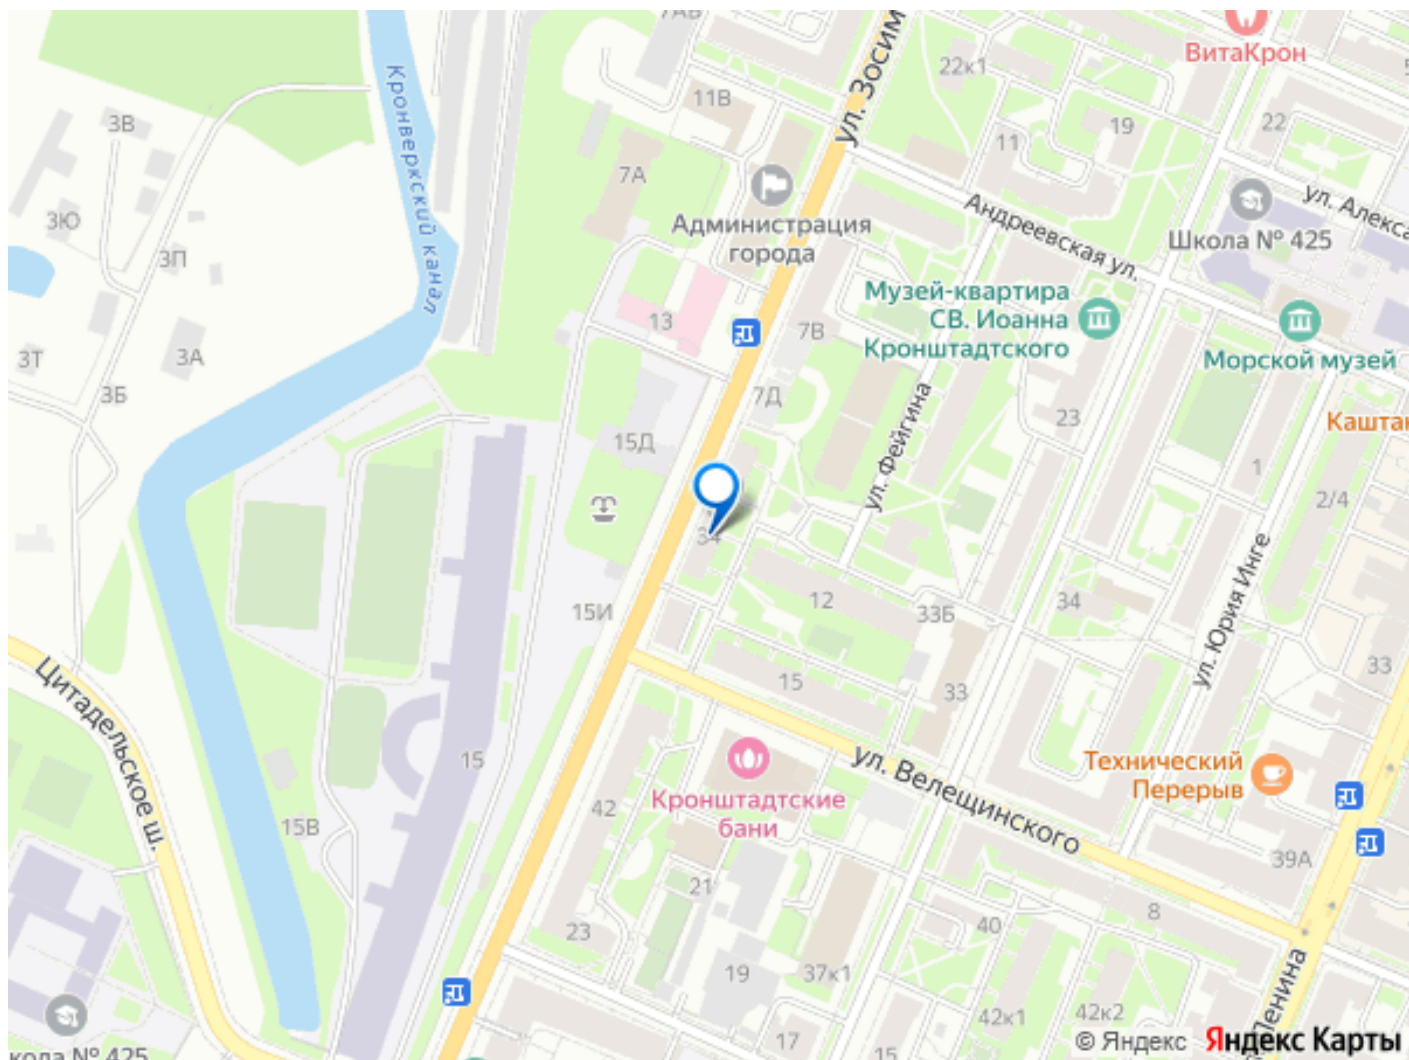 ВитаКрон
ул. Зосим
22к1
11В
3В
19
22
11
7А
Кронверкский канал
Администрация
города
Андреевская ул.
Школа № 425
ул. Алекса
3Ю
3П
Музей-квартира
СВ. Иоанна
Кронштадтского
13
7В
Морской музей
3Т
3А
3Б
7Д
23
Каштан
15Д
ул. Фейгина
1
2/4
34
ул. Юрия Инге
12
33Б
34
15И
33
15
33
Цитадельское ш.
15
ул. Велещинского
Технический
Перерыв
Кронштадтские
бани
42
15В
39А
21
8
40
23
19
37к1
Ленина
42к1
42к2
17
15
кола № 425
© Яндекс
Яндекс Карты